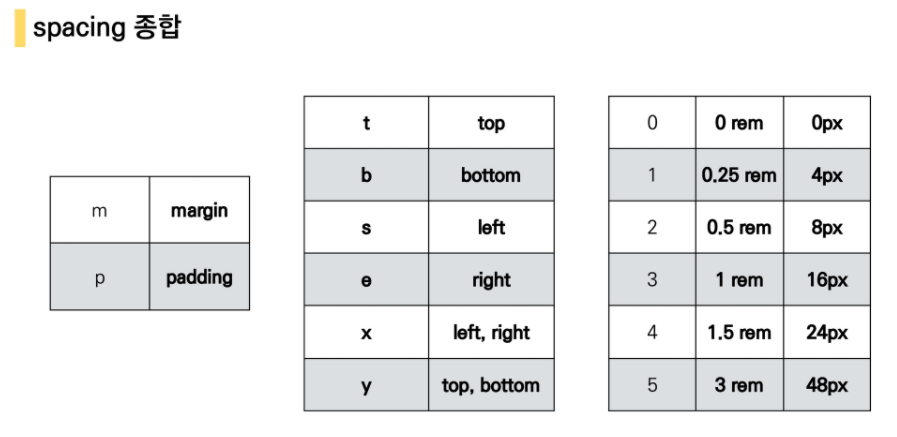 spacing 종합
m margin
p padding
t top
b bottom
s left
e right
x left, right
y top, bottom
0 0 rem 0px
1 0.25 rem 4px
2 0.5 rem 8px
3 1 rem 16px
4 1.5 rem 24px
5 3 rem 48px